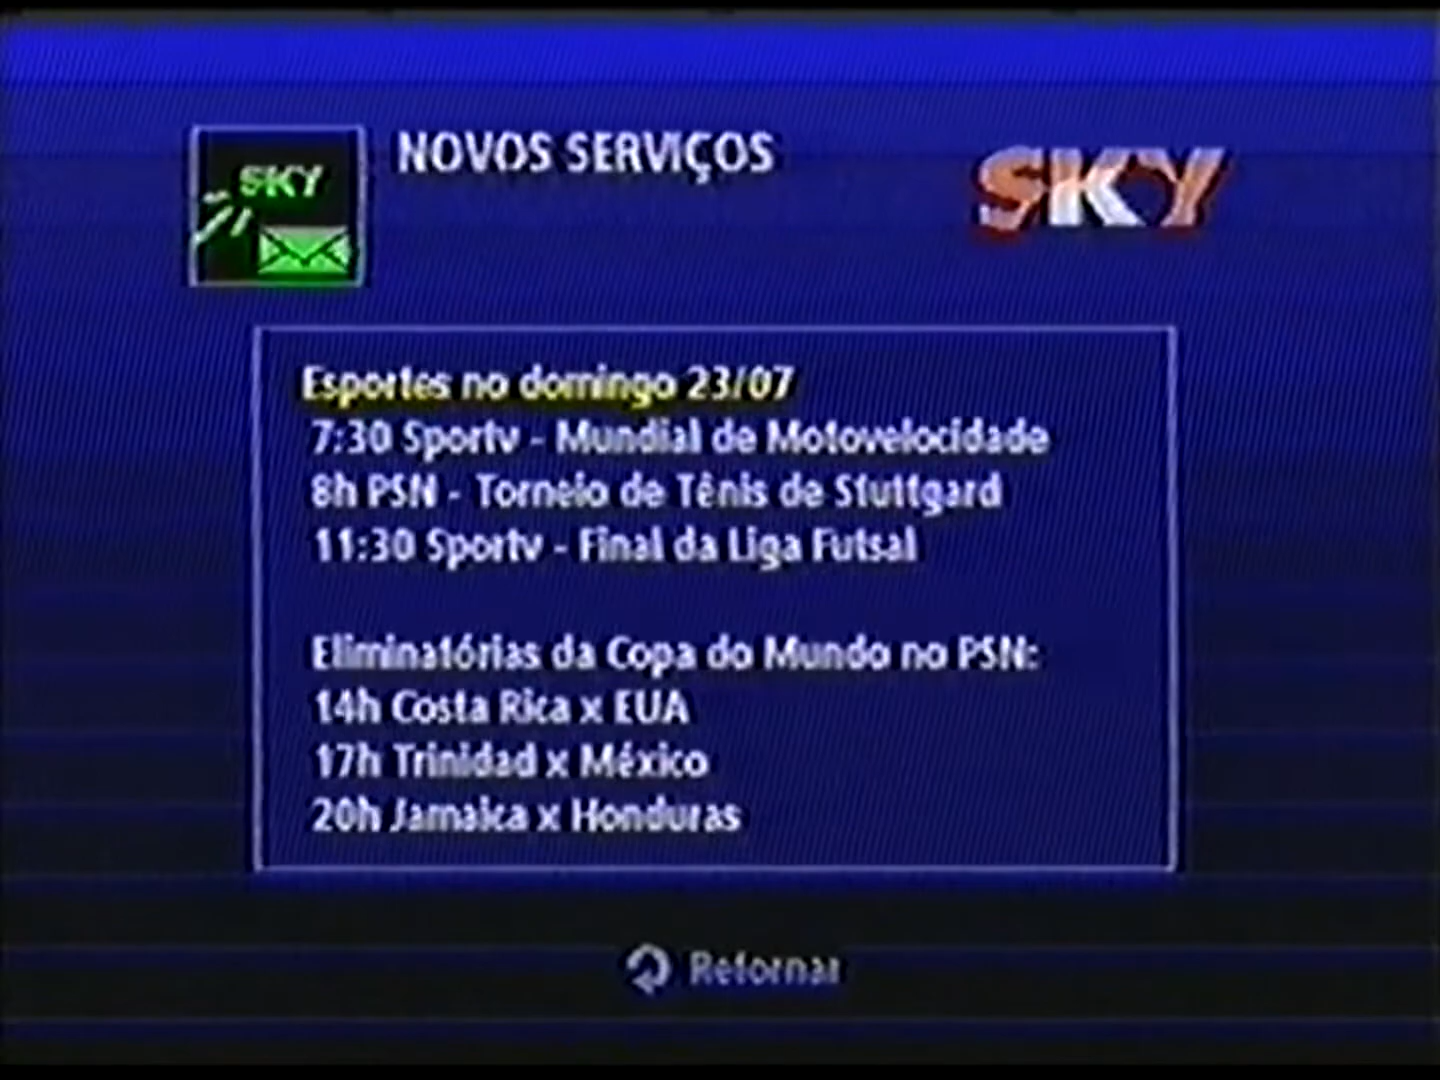 SKY
NOVOS SERVIÇOS
SKY
Esportes no domingo 23/07
7:30 Sportv - Mundial de Motovelocidade
8h PSN - Torneio de Tênis de Stuttgard
11:30 Sportv - Final da Liga Futsal
Eliminatórias da Copa do Mundo no PSN:
14h Costa Rica x EUA
17h Trinidad x México
20h Jamaica x Honduras
Retornar